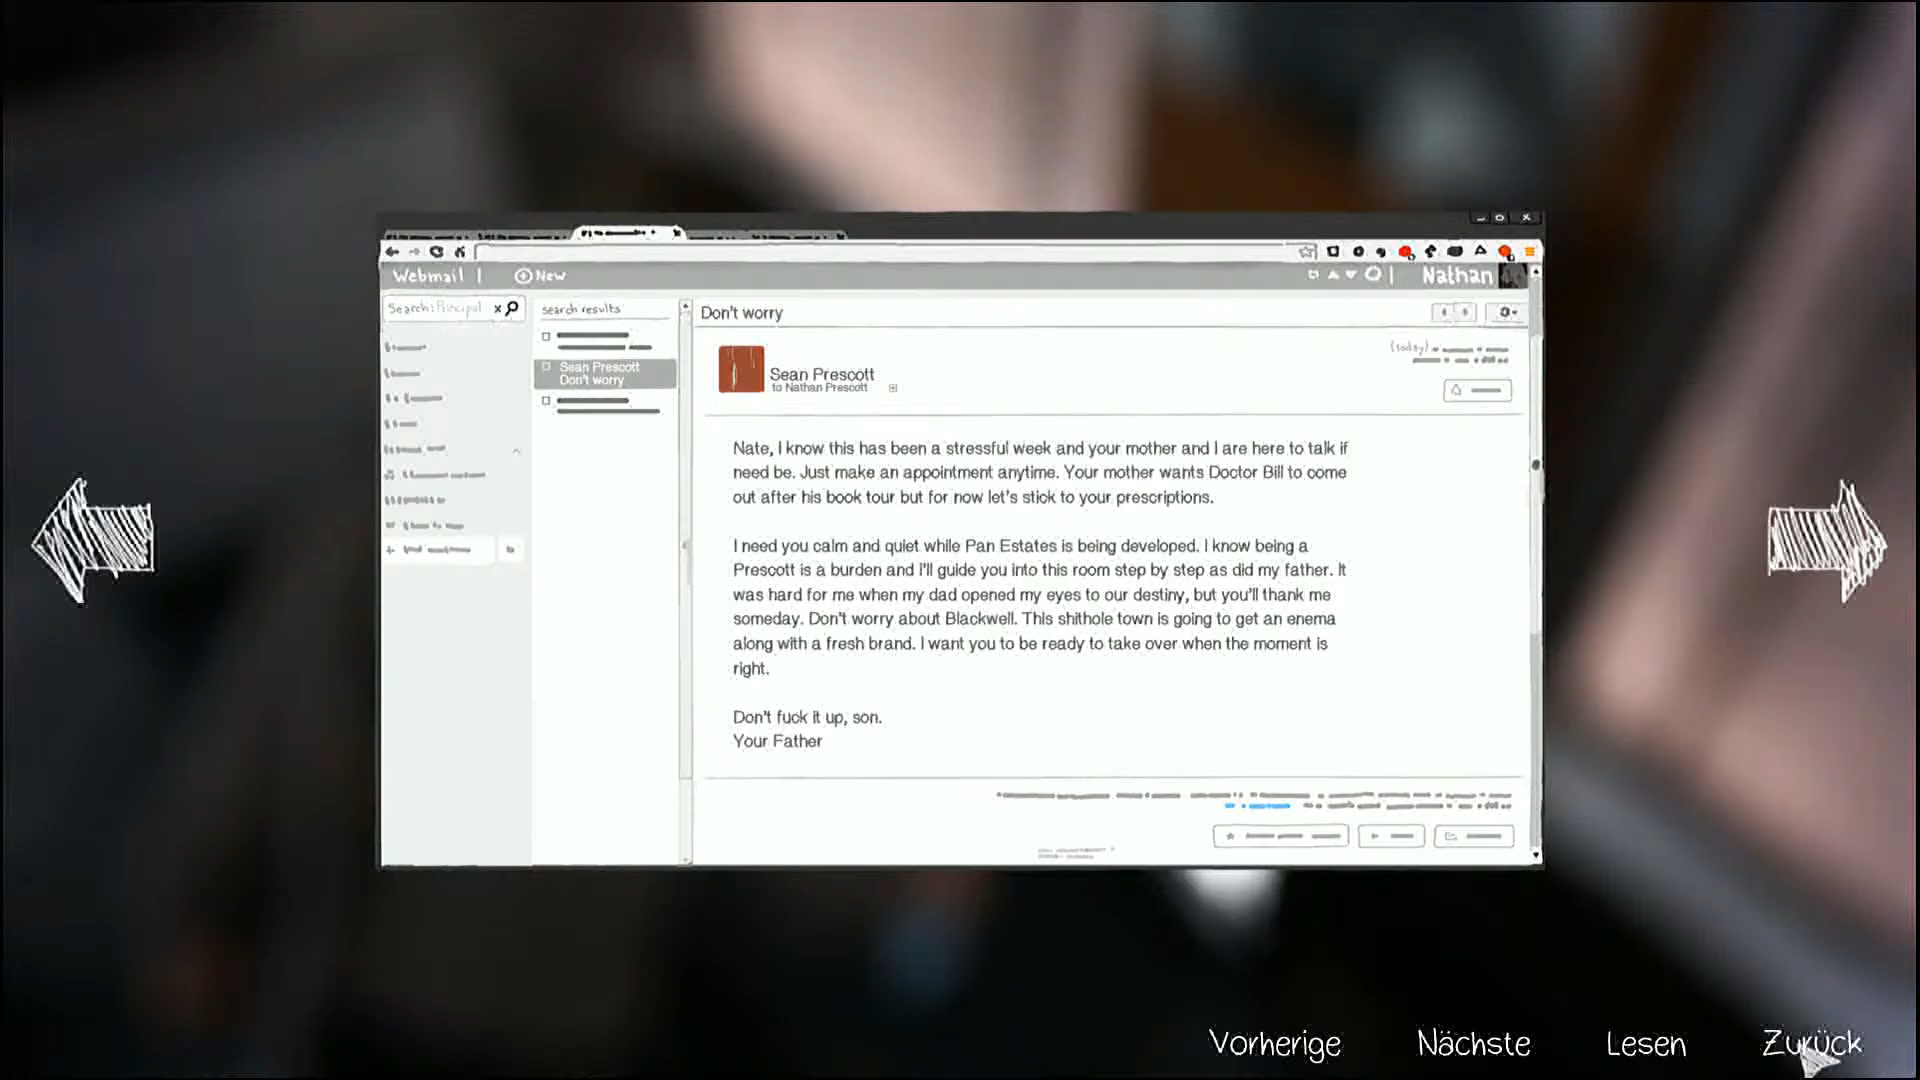 Webmail | New
Nathan
Search:Principal x
search results
Don't worry
Sean Prescott
Don't worry
(today)
Sean Prescott
to Nathan Prescott
Nate, I know this has been a stressful week and your mother and I are here to talk if
need be. Just make an appointment anytime. Your mother wants Doctor Bill to come
out after his book tour but for now let's stick to your prescriptions.
I need you calm and quiet while Pan Estates is being developed. I know being a
Prescott is a burden and I'll guide you into this room step by step as did my father. It
was hard for me when my dad opened my eyes to our destiny, but you'll thank me
someday. Don't worry about Blackwell. This shithole town is going to get an enema
along with a fresh brand. I want you to be ready to take over when the moment is
right.
Don't fuck it up, son.
Your Father
Vorherige Nächste Lesen Zurück